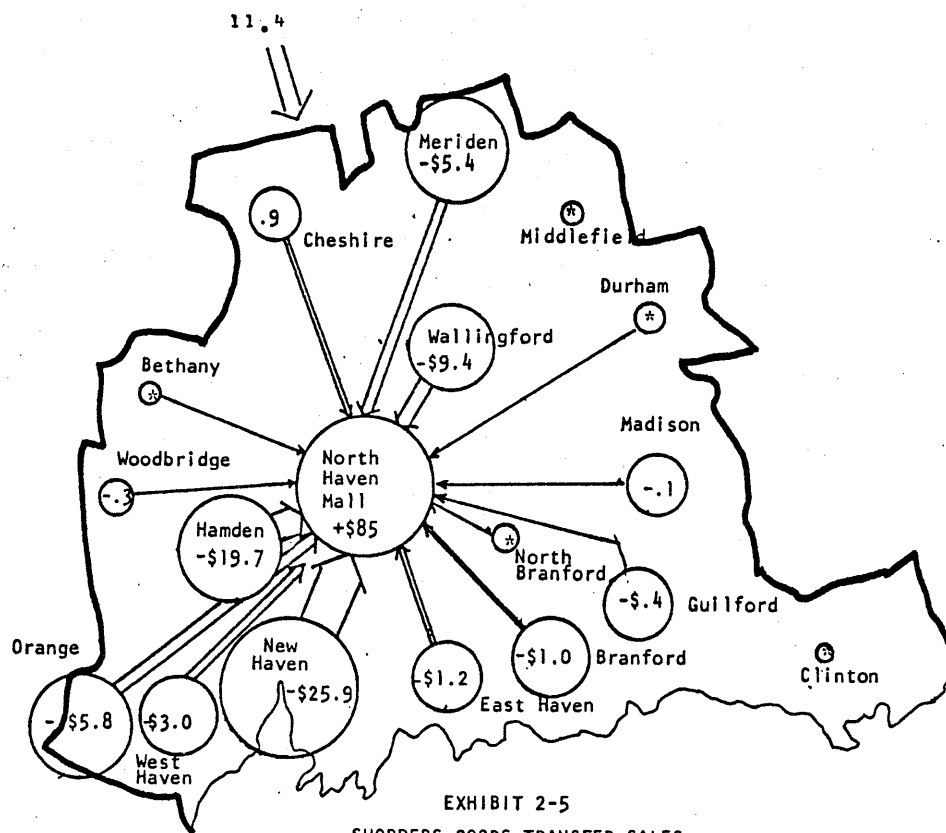 11.4
Meriden
-$5.4
.9
Cheshire
*
Middlefield
Durham
*
Wallingford
-$9.4
Bethany
*
Madison
Woodbridge
-.3
North
Haven
Mall
+$85
-.1
Hamden
-$19.7
*
North
Branford
-$.4
Guilford
Orange
New
Haven
-$25.9
-$1.0
Branford
Clinton
-$1.2
East Haven
-$5.8
-$3.0
West
Haven
EXHIBIT 2-5
SHOPPERS GOODS TRANSFER SALES